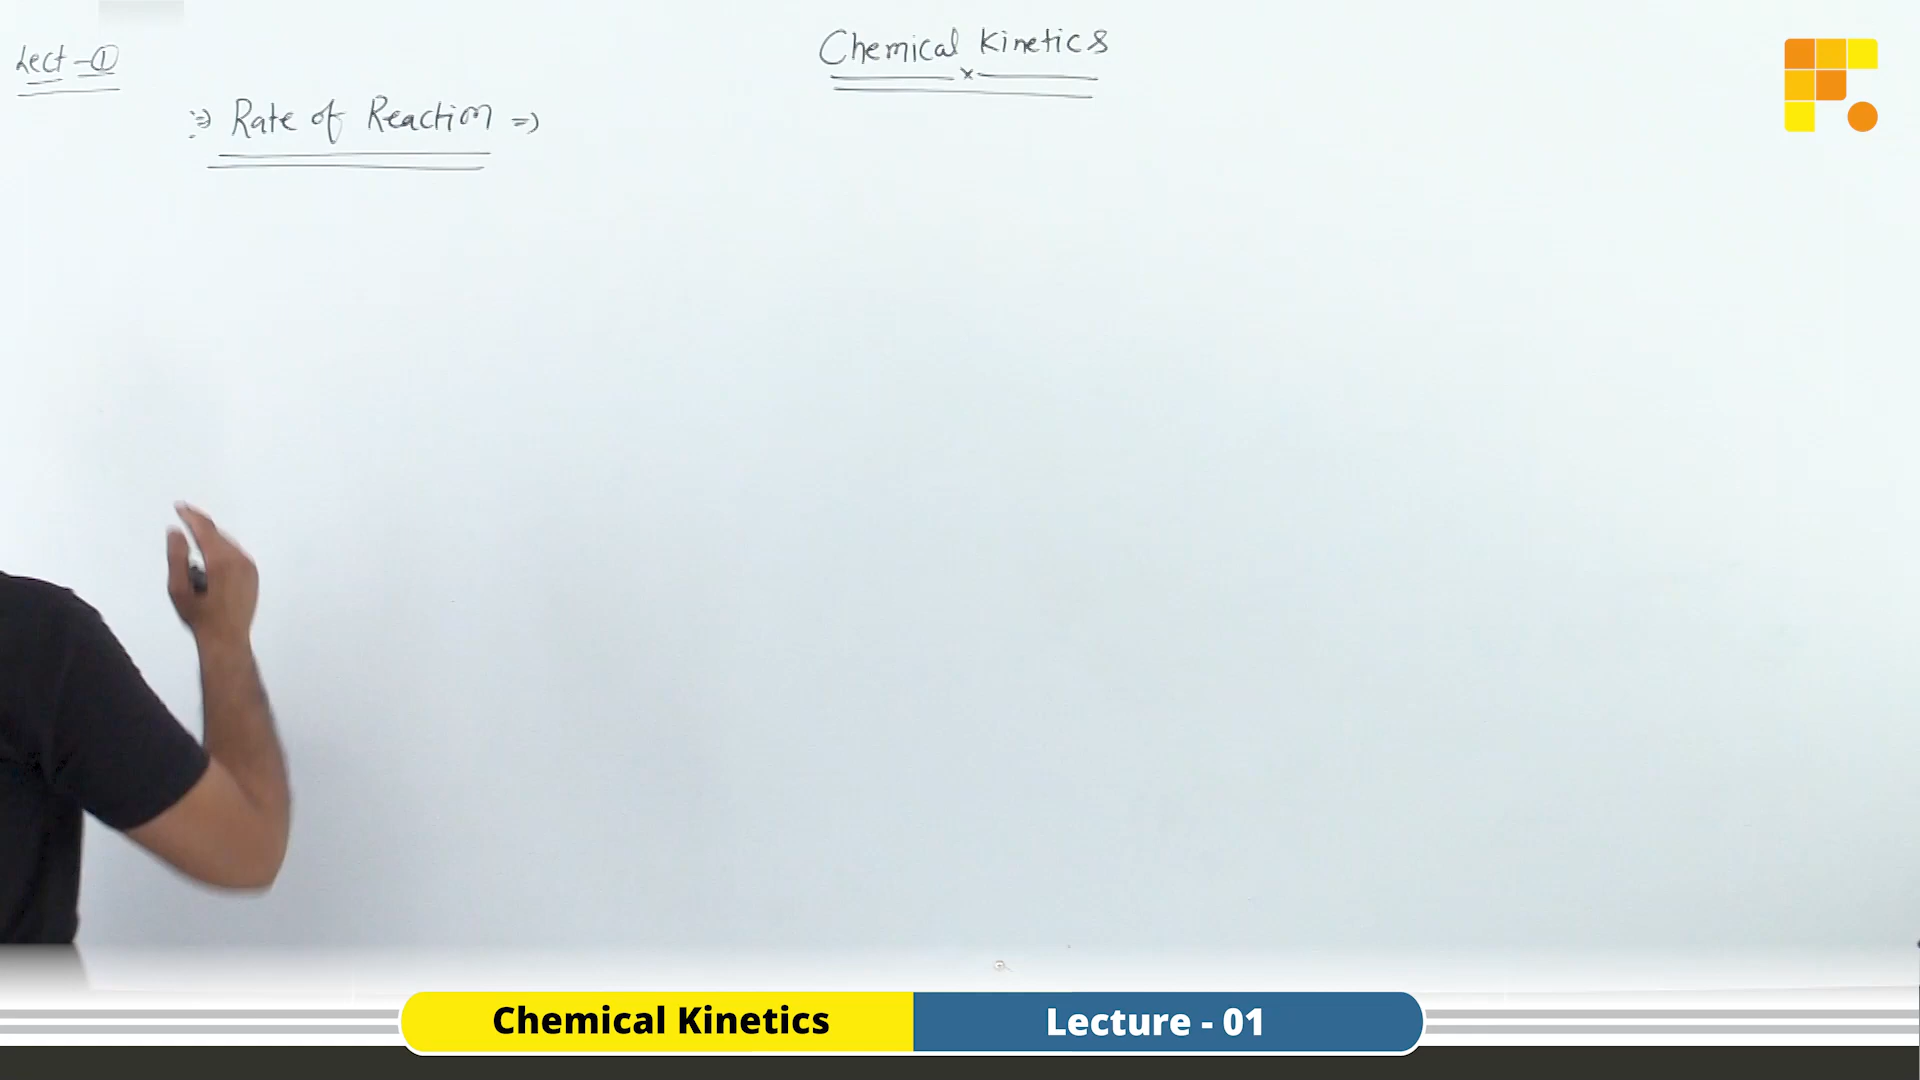 Lect-①
Chemical Kinetics
⇒ Rate of Reaction ⇒
Chemical Kinetics
Lecture - 01